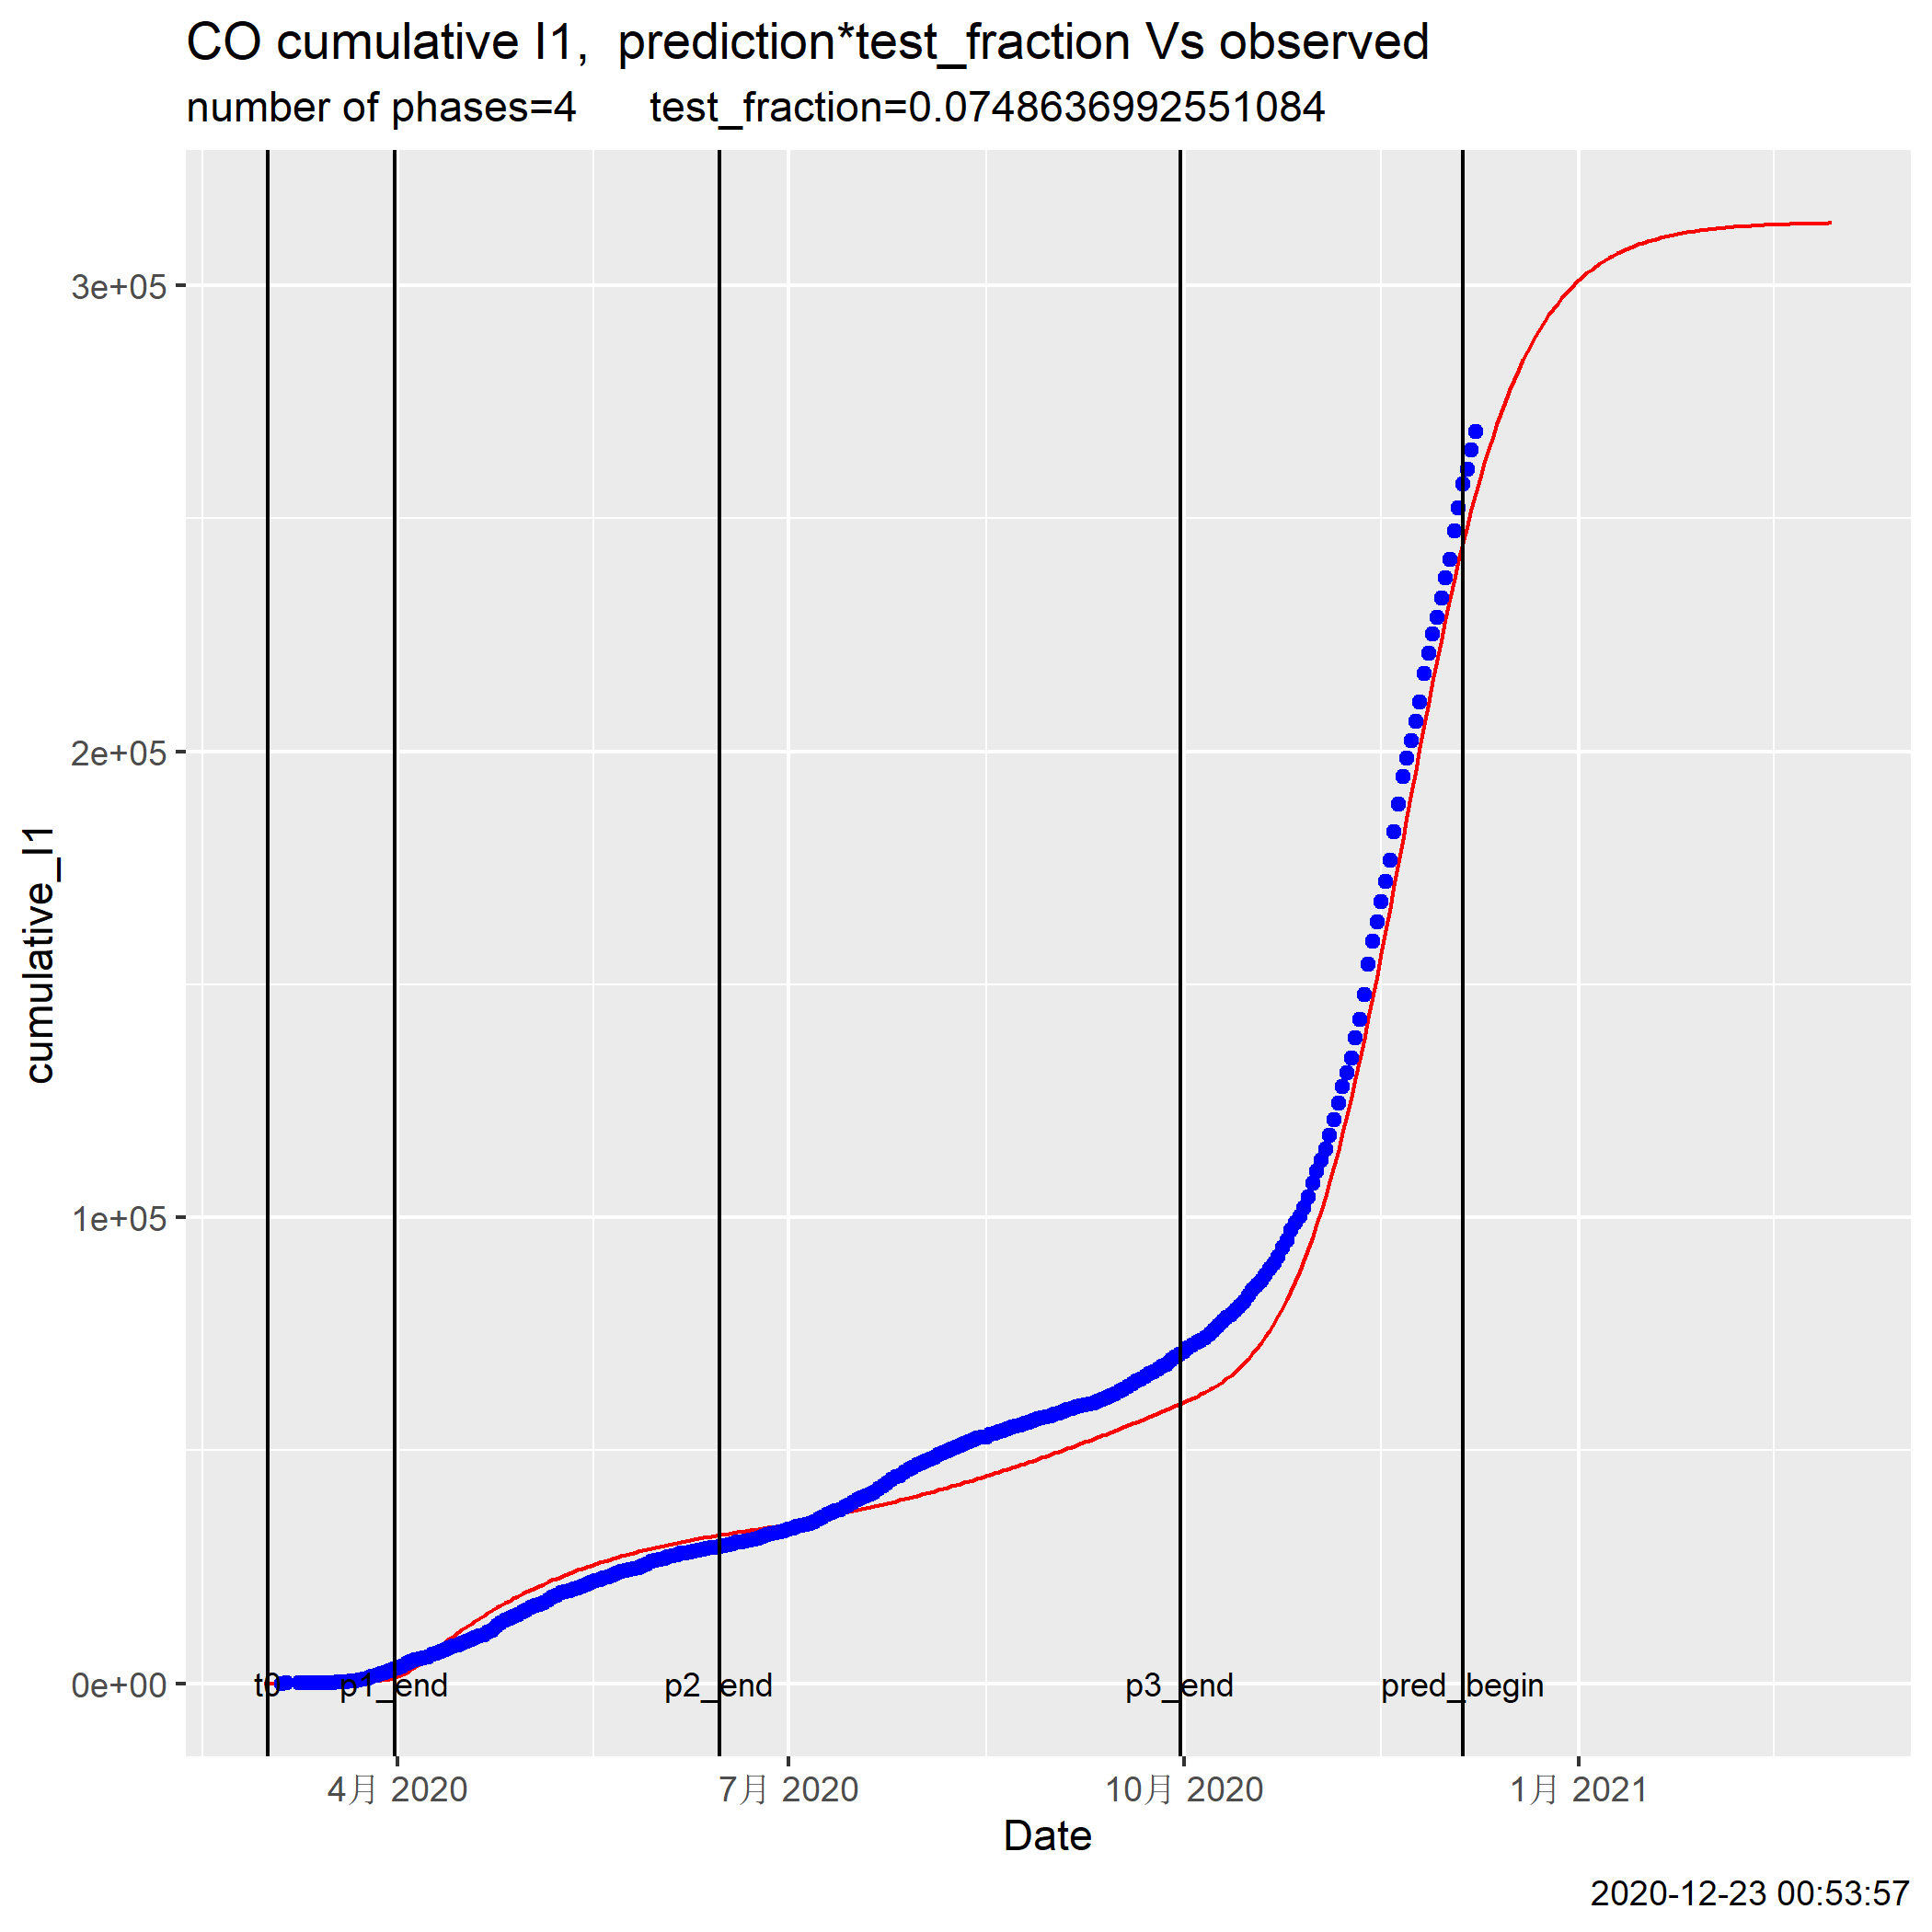 CO cumulative I1,  prediction*test_fraction Vs observed
number of phases=4      test_fraction=0.0748636992551084
cumulative_I1
3e+05
2e+05
1e+05
0e+00
t0
p1_end
p2_end
p3_end
pred_begin
4月 2020
7月 2020
10月 2020
1月 2021
Date
2020-12-23 00:53:57